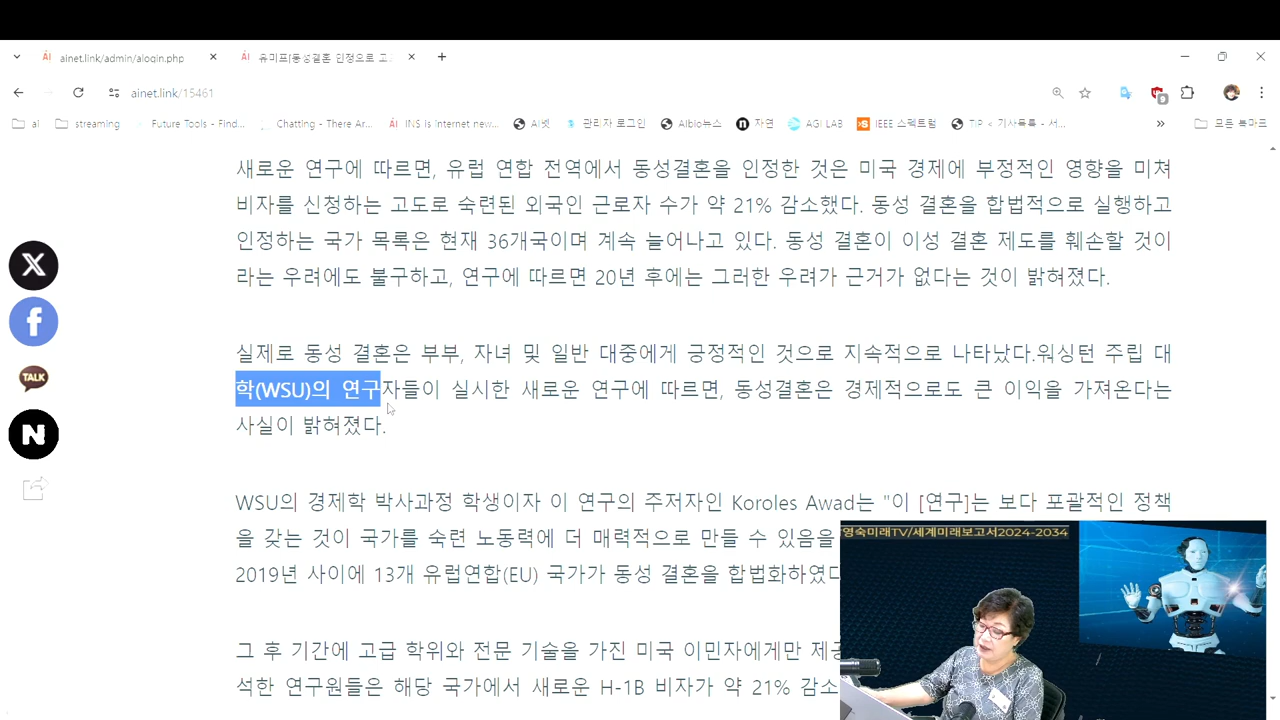 ainet.link/admin/alogin.php
유미프[동성결혼 인정으로 고
ainet.link/15461
ai
streaming
Future Tools - Find...
Chatting - There Ar...
INS is Internet new...
AI넷
관리자 로그인
AIbio뉴스
자연
AGI LAB
IEEE 스펙트럼
TIP < 기사목록 - 서...
모든 북마크
새로운 연구에 따르면, 유럽 연합 전역에서 동성결혼을 인정한 것은 미국 경제에 부정적인 영향을 미쳐
비자를 신청하는 고도로 숙련된 외국인 근로자 수가 약 21% 감소했다. 동성 결혼을 합법적으로 실행하고
인정하는 국가 목록은 현재 36개국이며 계속 늘어나고 있다. 동성 결혼이 이성 결혼 제도를 훼손할 것이
라는 우려에도 불구하고, 연구에 따르면 20년 후에는 그러한 우려가 근거가 없다는 것이 밝혀졌다.
실제로 동성 결혼은 부부, 자녀 및 일반 대중에게 긍정적인 것으로 지속적으로 나타났다.워싱턴 주립 대
학(WSU)의 연구자들이 실시한 새로운 연구에 따르면, 동성결혼은 경제적으로도 큰 이익을 가져온다는
사실이 밝혀졌다.
WSU의 경제학 박사과정 학생이자 이 연구의 주저자인 Koroles Awad는 "이 [연구]는 보다 포괄적인 정책
을 갖는 것이 국가를 숙련 노동력에 더 매력적으로 만들 수 있음을
2019년 사이에 13개 유럽연합(EU) 국가가 동성 결혼을 합법화하였다
그 후 기간에 고급 학위와 전문 기술을 가진 미국 이민자에게만 제공
석한 연구원들은 해당 국가에서 새로운 H-1B 비자가 약 21% 감소
TALK
영숙미래TV/세계미래보고서2024-2034